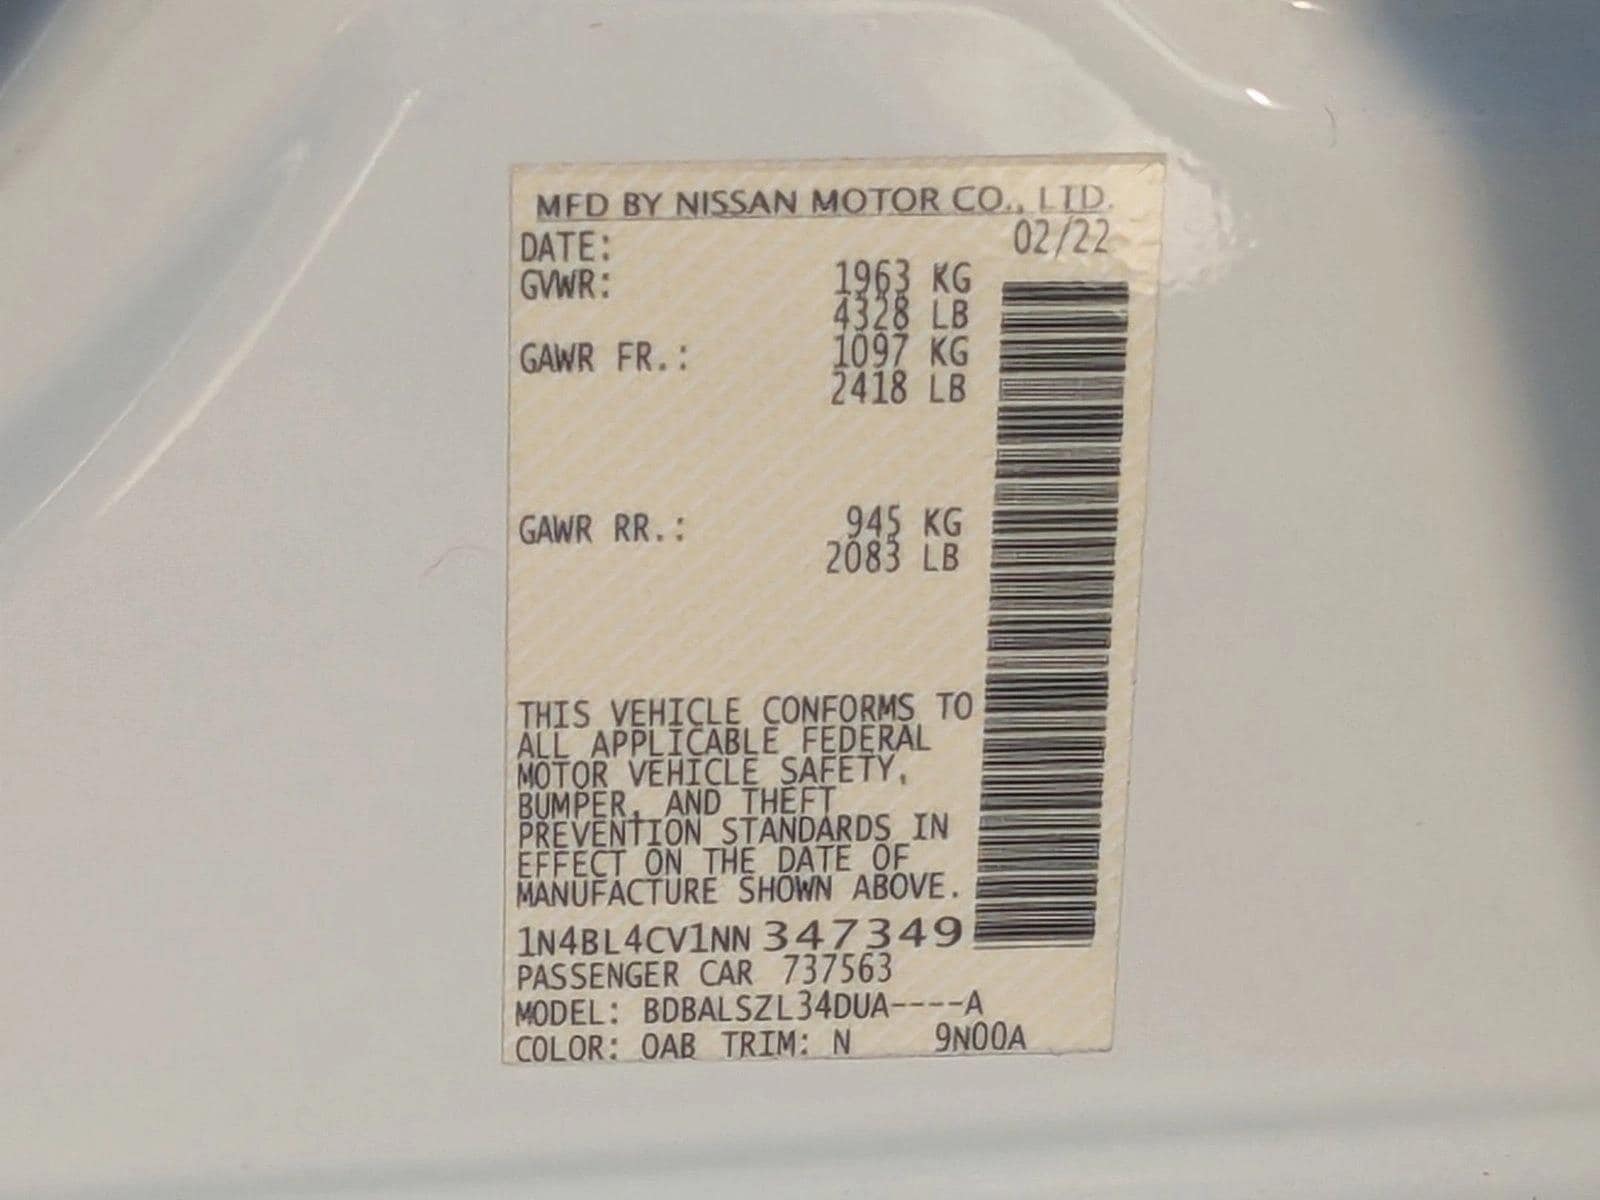 MFD BY NISSAN MOTOR CO., LTD.
DATE: 02/22
GVWR: 1963 KG
4328 LB
GAWR FR.: 1097 KG
2418 LB
GAWR RR.: 945 KG
2083 LB
THIS VEHICLE CONFORMS TO
ALL APPLICABLE FEDERAL
MOTOR VEHICLE SAFETY,
BUMPER, AND THEFT
PREVENTION STANDARDS IN
EFFECT ON THE DATE OF
MANUFACTURE SHOWN ABOVE.
1N4BL4CV1NN347349
PASSENGER CAR 737563
MODEL: BDBALSZL34DUA----A
COLOR: QAB TRIM: N 9N00A